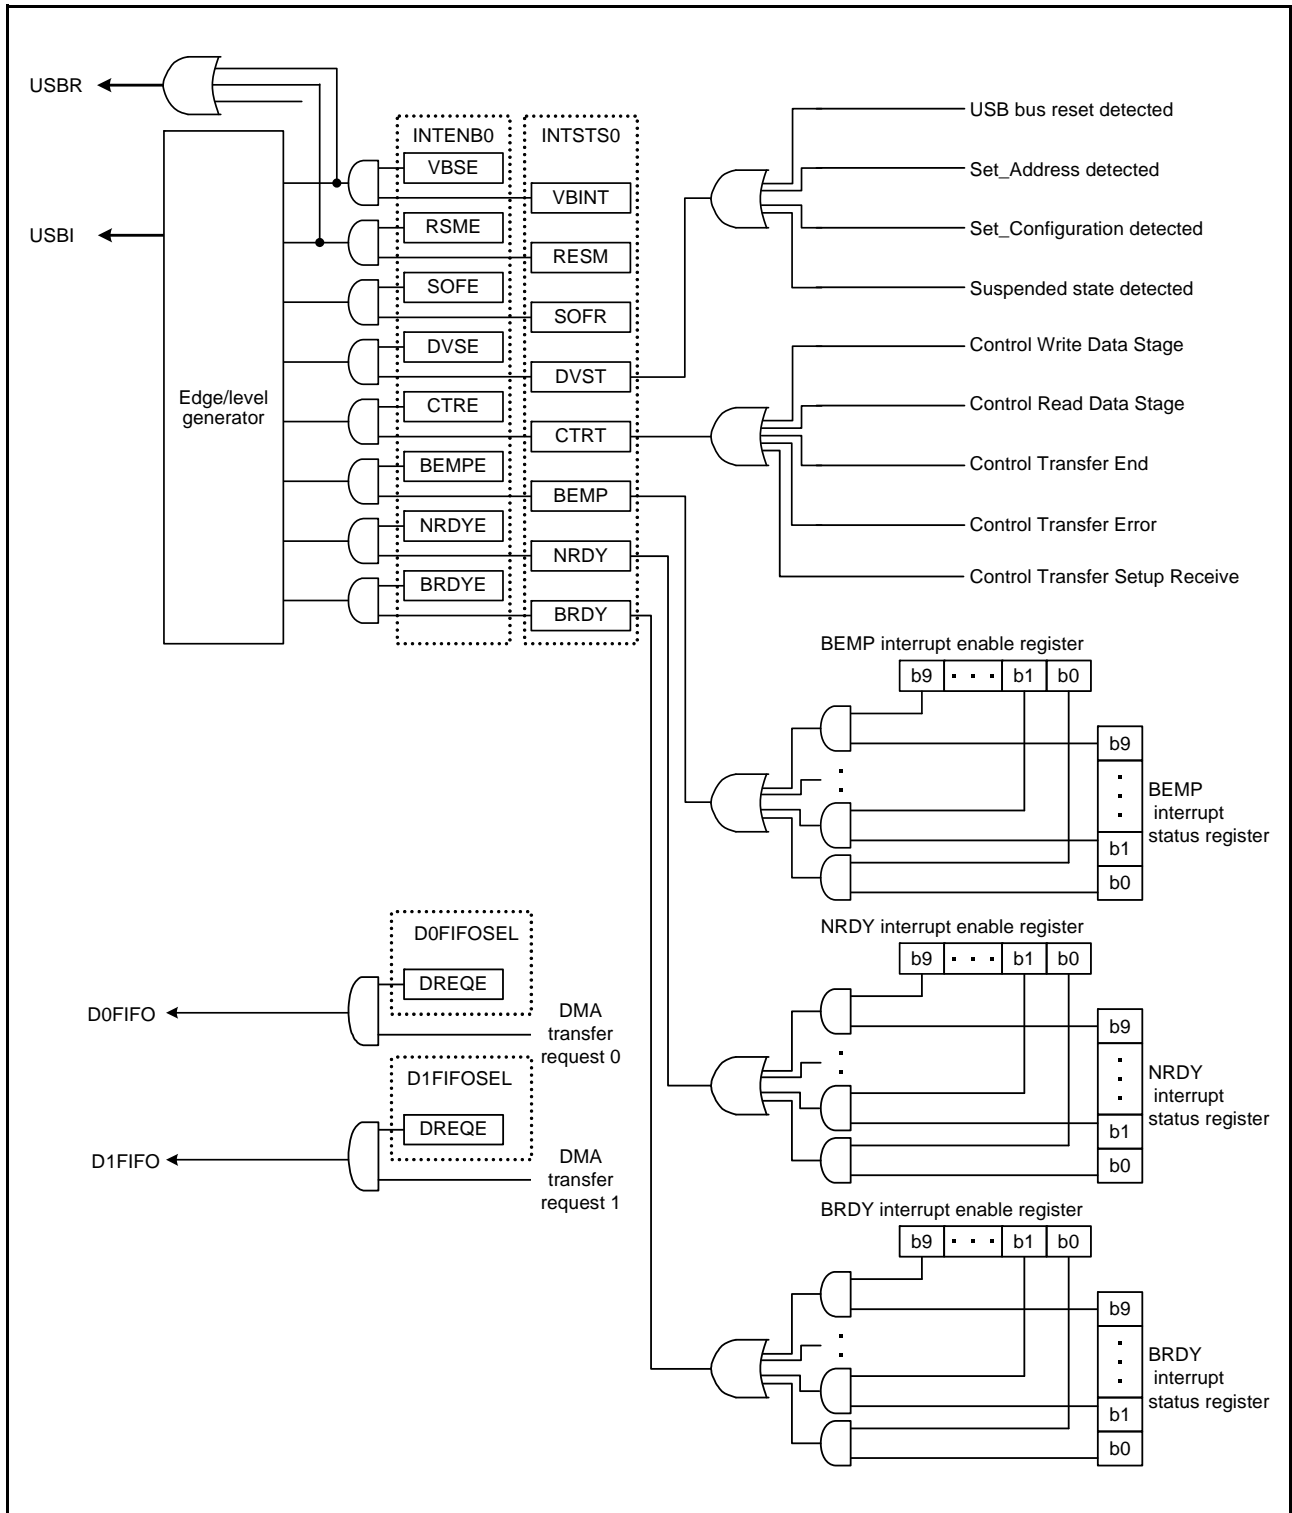 USBR
INTENB0
INTSTS0
VBSE
VBINT
RSME
RESM
SOFE
SOFR
DVSE
DVST
CTRE
CTRT
BEMPE
BEMP
NRDYE
NRDY
BRDYE
BRDY
USBI
Edge/level
generator
USB bus reset detected
Set_Address detected
Set_Configuration detected
Suspended state detected
Control Write Data Stage
Control Read Data Stage
Control Transfer End
Control Transfer Error
Control Transfer Setup Receive
BEMP interrupt enable register
b9 · · · b1 b0
b9
b1
b0
BEMP
interrupt
status register
NRDY interrupt enable register
b9 · · · b1 b0
b9
b1
b0
NRDY
interrupt
status register
BRDY interrupt enable register
b9 · · · b1 b0
b9
b1
b0
BRDY
interrupt
status register
D0FIFOSEL
DREQE
D0FIFO
DMA
transfer
request 0
D1FIFOSEL
DREQE
D1FIFO
DMA
transfer
request 1